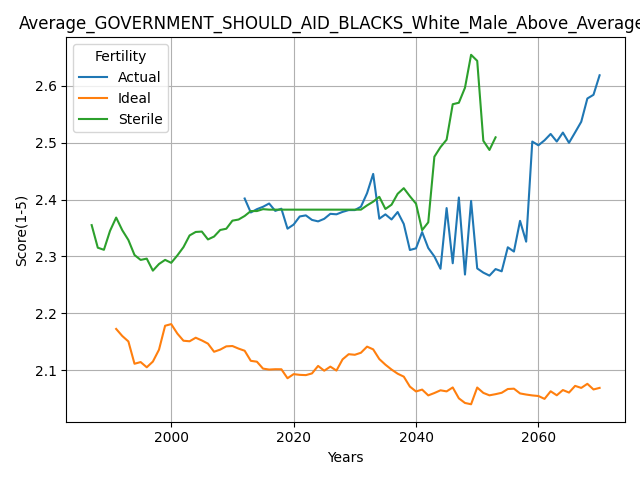 Average_GOVERNMENT_SHOULD_AID_BLACKS_White_Male_Above_Average
Fertility
Actual
Ideal
Sterile
Score(1-5)
2.6
2.5
2.4
2.3
2.2
2.1
2000 2020 2040 2060
Years